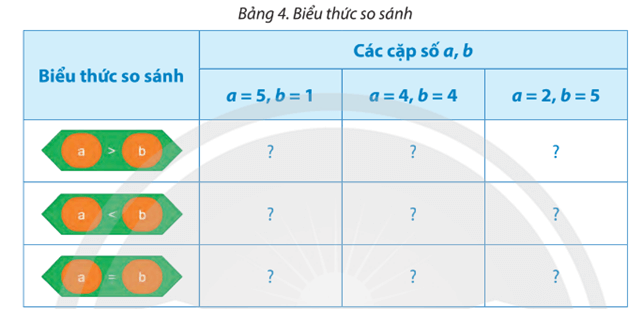 Bảng 4. Biểu thức so sánh
Biểu thức so sánh
Các cặp số a, b
a = 5, b = 1
a = 4, b = 4
a = 2, b = 5
a > b
? ? ?
a < b
? ? ?
a = b
? ? ?